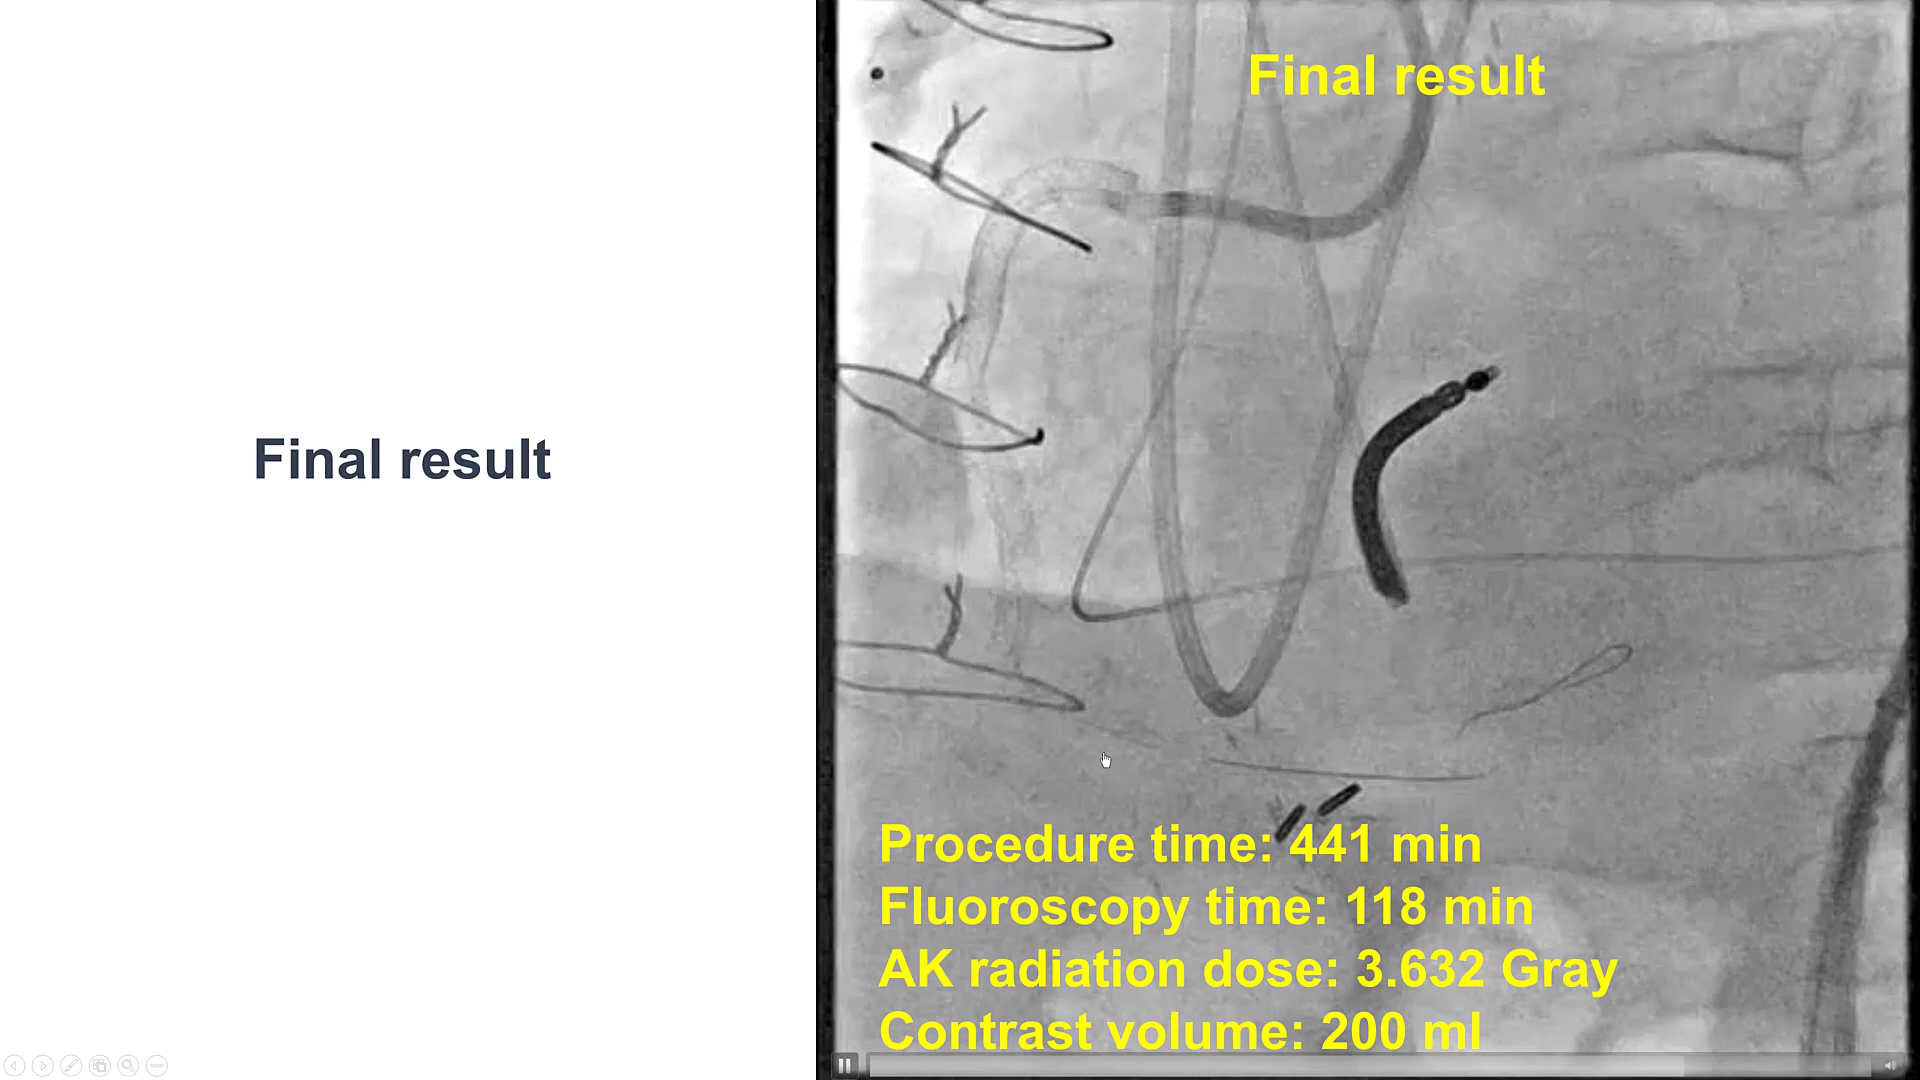 Final result
Final result
Procedure time: 441 min
Fluoroscopy time: 118 min
AK radiation dose: 3.632 Gray
Contrast volume: 200 ml